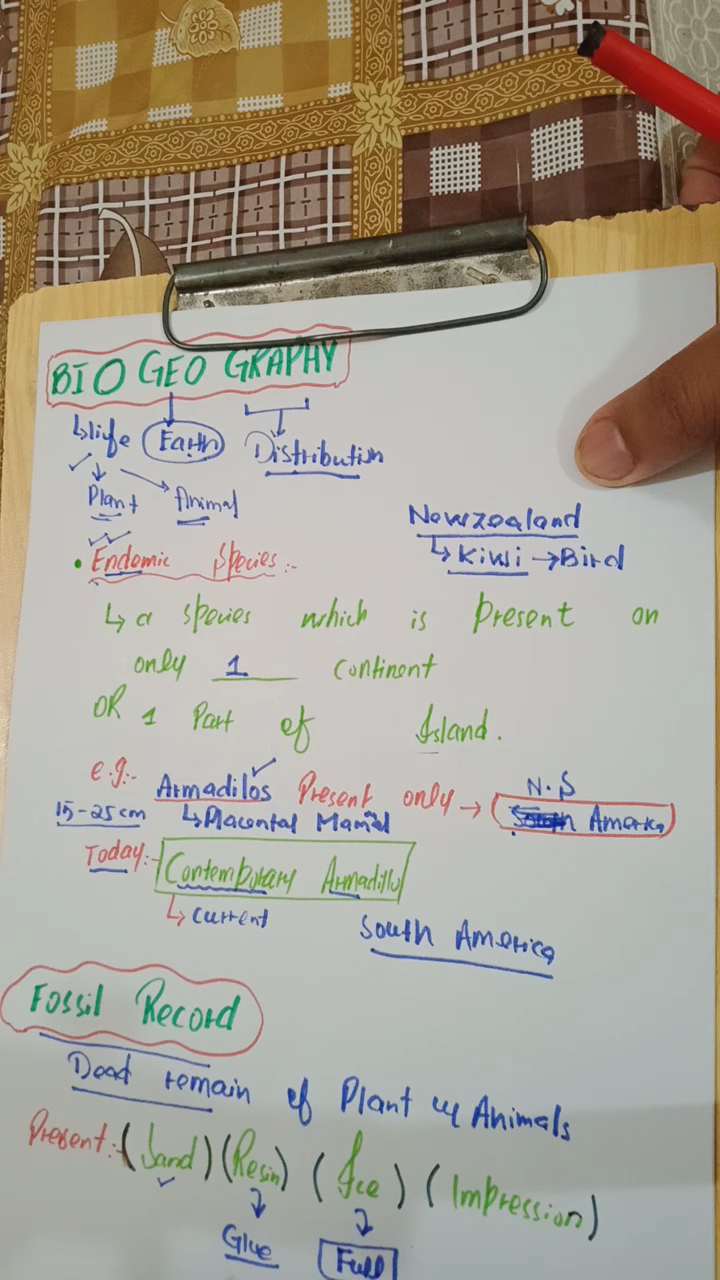 BIO GEO GRAPHY
↳life Earth Distribution
Plant Animal
Newzealand
↳ Kiwi → Bird
• Endemic Species:-
↳ a species which is Present on
only 1 continent
OR 1 Part of Island.
e.g:- Armadilos Present only → N.S
South America
15-25cm ↳Placental Mamal
Today:- Contemporary Armadillo
↳ Current South America
Fossil Record
Dead remain of Plant & Animals
Present:- (Sand) (Resin) (Ice) (Impression)
Glue Full